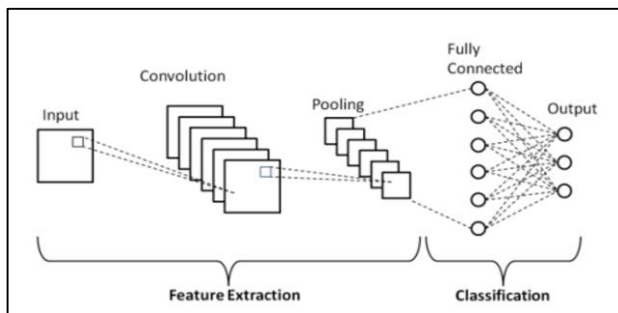 Input
Convolution
Pooling
Fully
Connected
Output
Feature Extraction
Classification